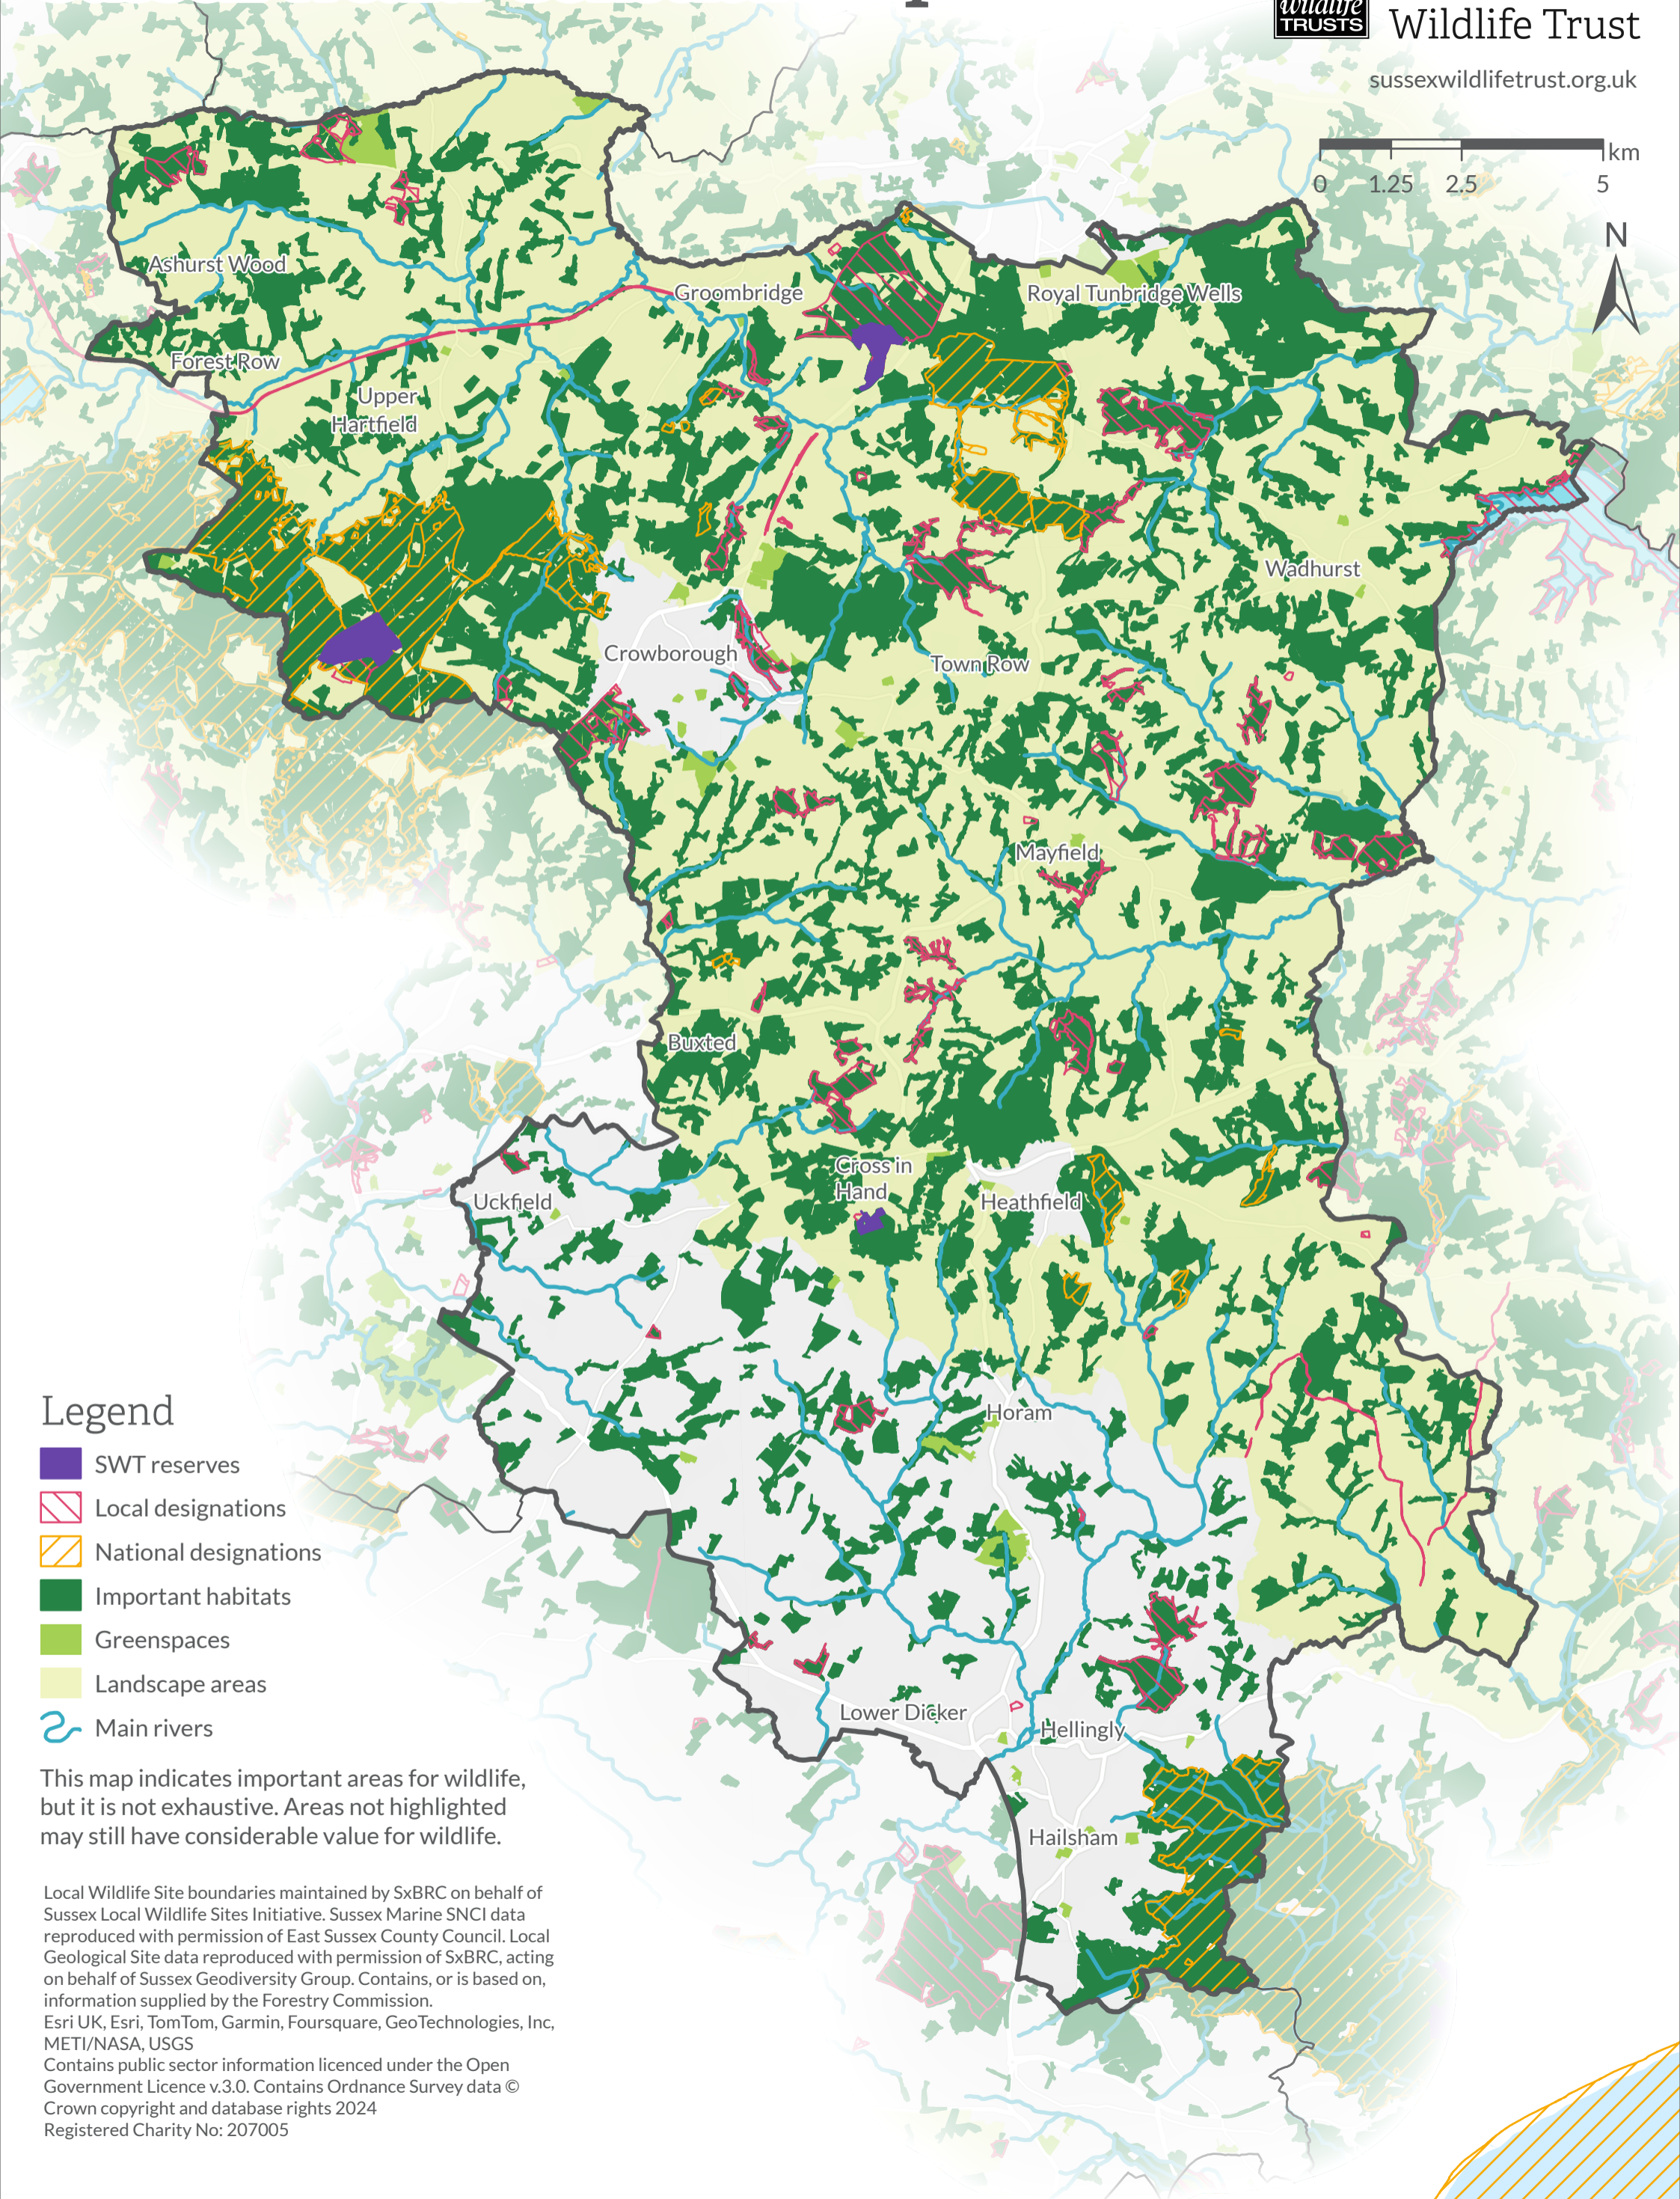 wildlife
TRUSTS
Wildlife Trust
sussexwildlifetrust.org.uk
km
0 1.25 2.5 5
N
Ashurst Wood
Groombridge
Royal Tunbridge Wells
Forest Row
Upper
Hartfield
Wadhurst
Crowborough
Town Row
Mayfield
Buxted
Cross in
Hand
Uckfield
Heathfield
Horam
Lower Dicker
Hellingly
Hailsham
Legend
SWT reserves
Local designations
National designations
Important habitats
Greenspaces
Landscape areas
Main rivers
This map indicates important areas for wildlife,
but it is not exhaustive. Areas not highlighted
may still have considerable value for wildlife.
Local Wildlife Site boundaries maintained by SxBRC on behalf of
Sussex Local Wildlife Sites Initiative. Sussex Marine SNCI data
reproduced with permission of East Sussex County Council. Local
Geological Site data reproduced with permission of SxBRC, acting
on behalf of Sussex Geodiversity Group. Contains, or is based on,
information supplied by the Forestry Commission.
Esri UK, Esri, TomTom, Garmin, Foursquare, GeoTechnologies, Inc,
METI/NASA, USGS
Contains public sector information licenced under the Open
Government Licence v.3.0. Contains Ordnance Survey data ©
Crown copyright and database rights 2024
Registered Charity No: 207005